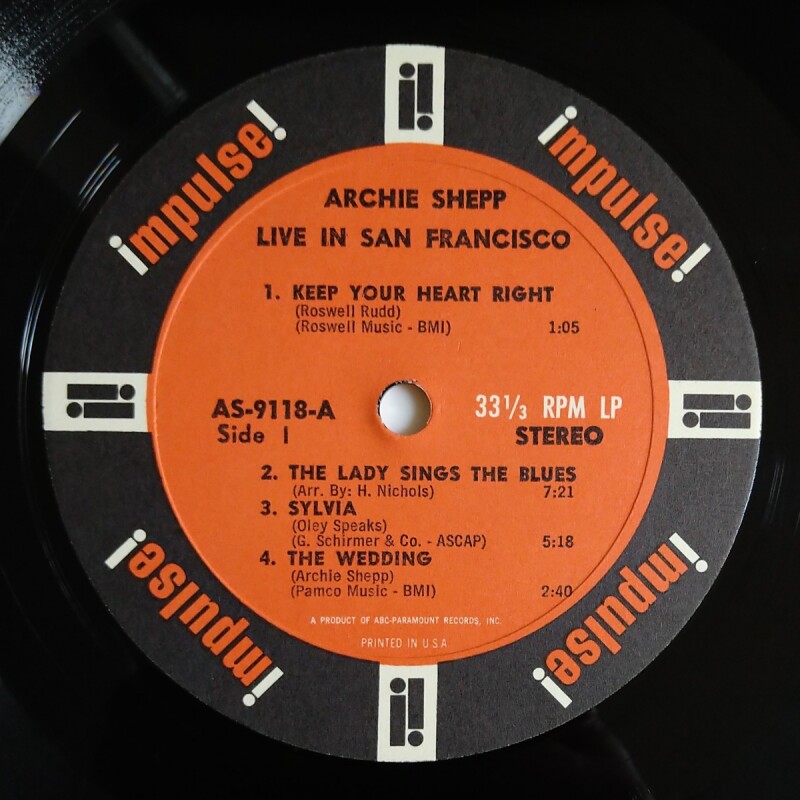 impulse!
impulse!
ARCHIE SHEPP
LIVE IN SAN FRANCISCO
1. KEEP YOUR HEART RIGHT
(Roswell Rudd)
(Roswell Music - BMI) 1:05
AS-9118-A 33 1/3 RPM LP
Side 1 STEREO
2. THE LADY SINGS THE BLUES
(Arr. By: H. Nichols) 7:21
3. SYLVIA
(Oley Speaks)
(G. Schirmer & Co. - ASCAP) 5:18
4. THE WEDDING
(Archie Shepp)
(Pamco Music - BMI) 2:40
A PRODUCT OF ABC-PARAMOUNT RECORDS, INC.
PRINTED IN U.S.A
impulse!
impulse!